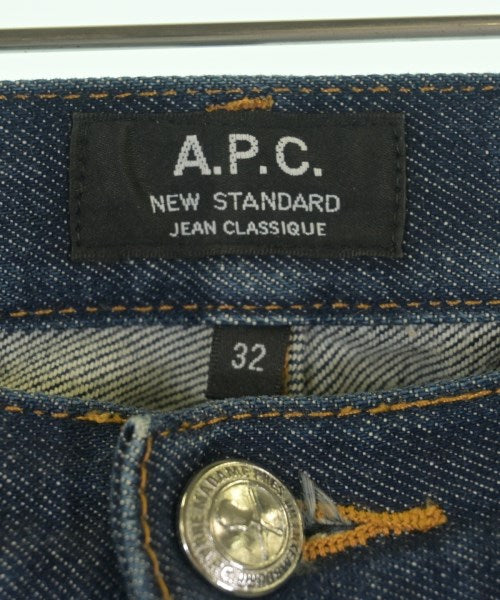 A.P.C.
NEW STANDARD
JEAN CLASSIQUE
32